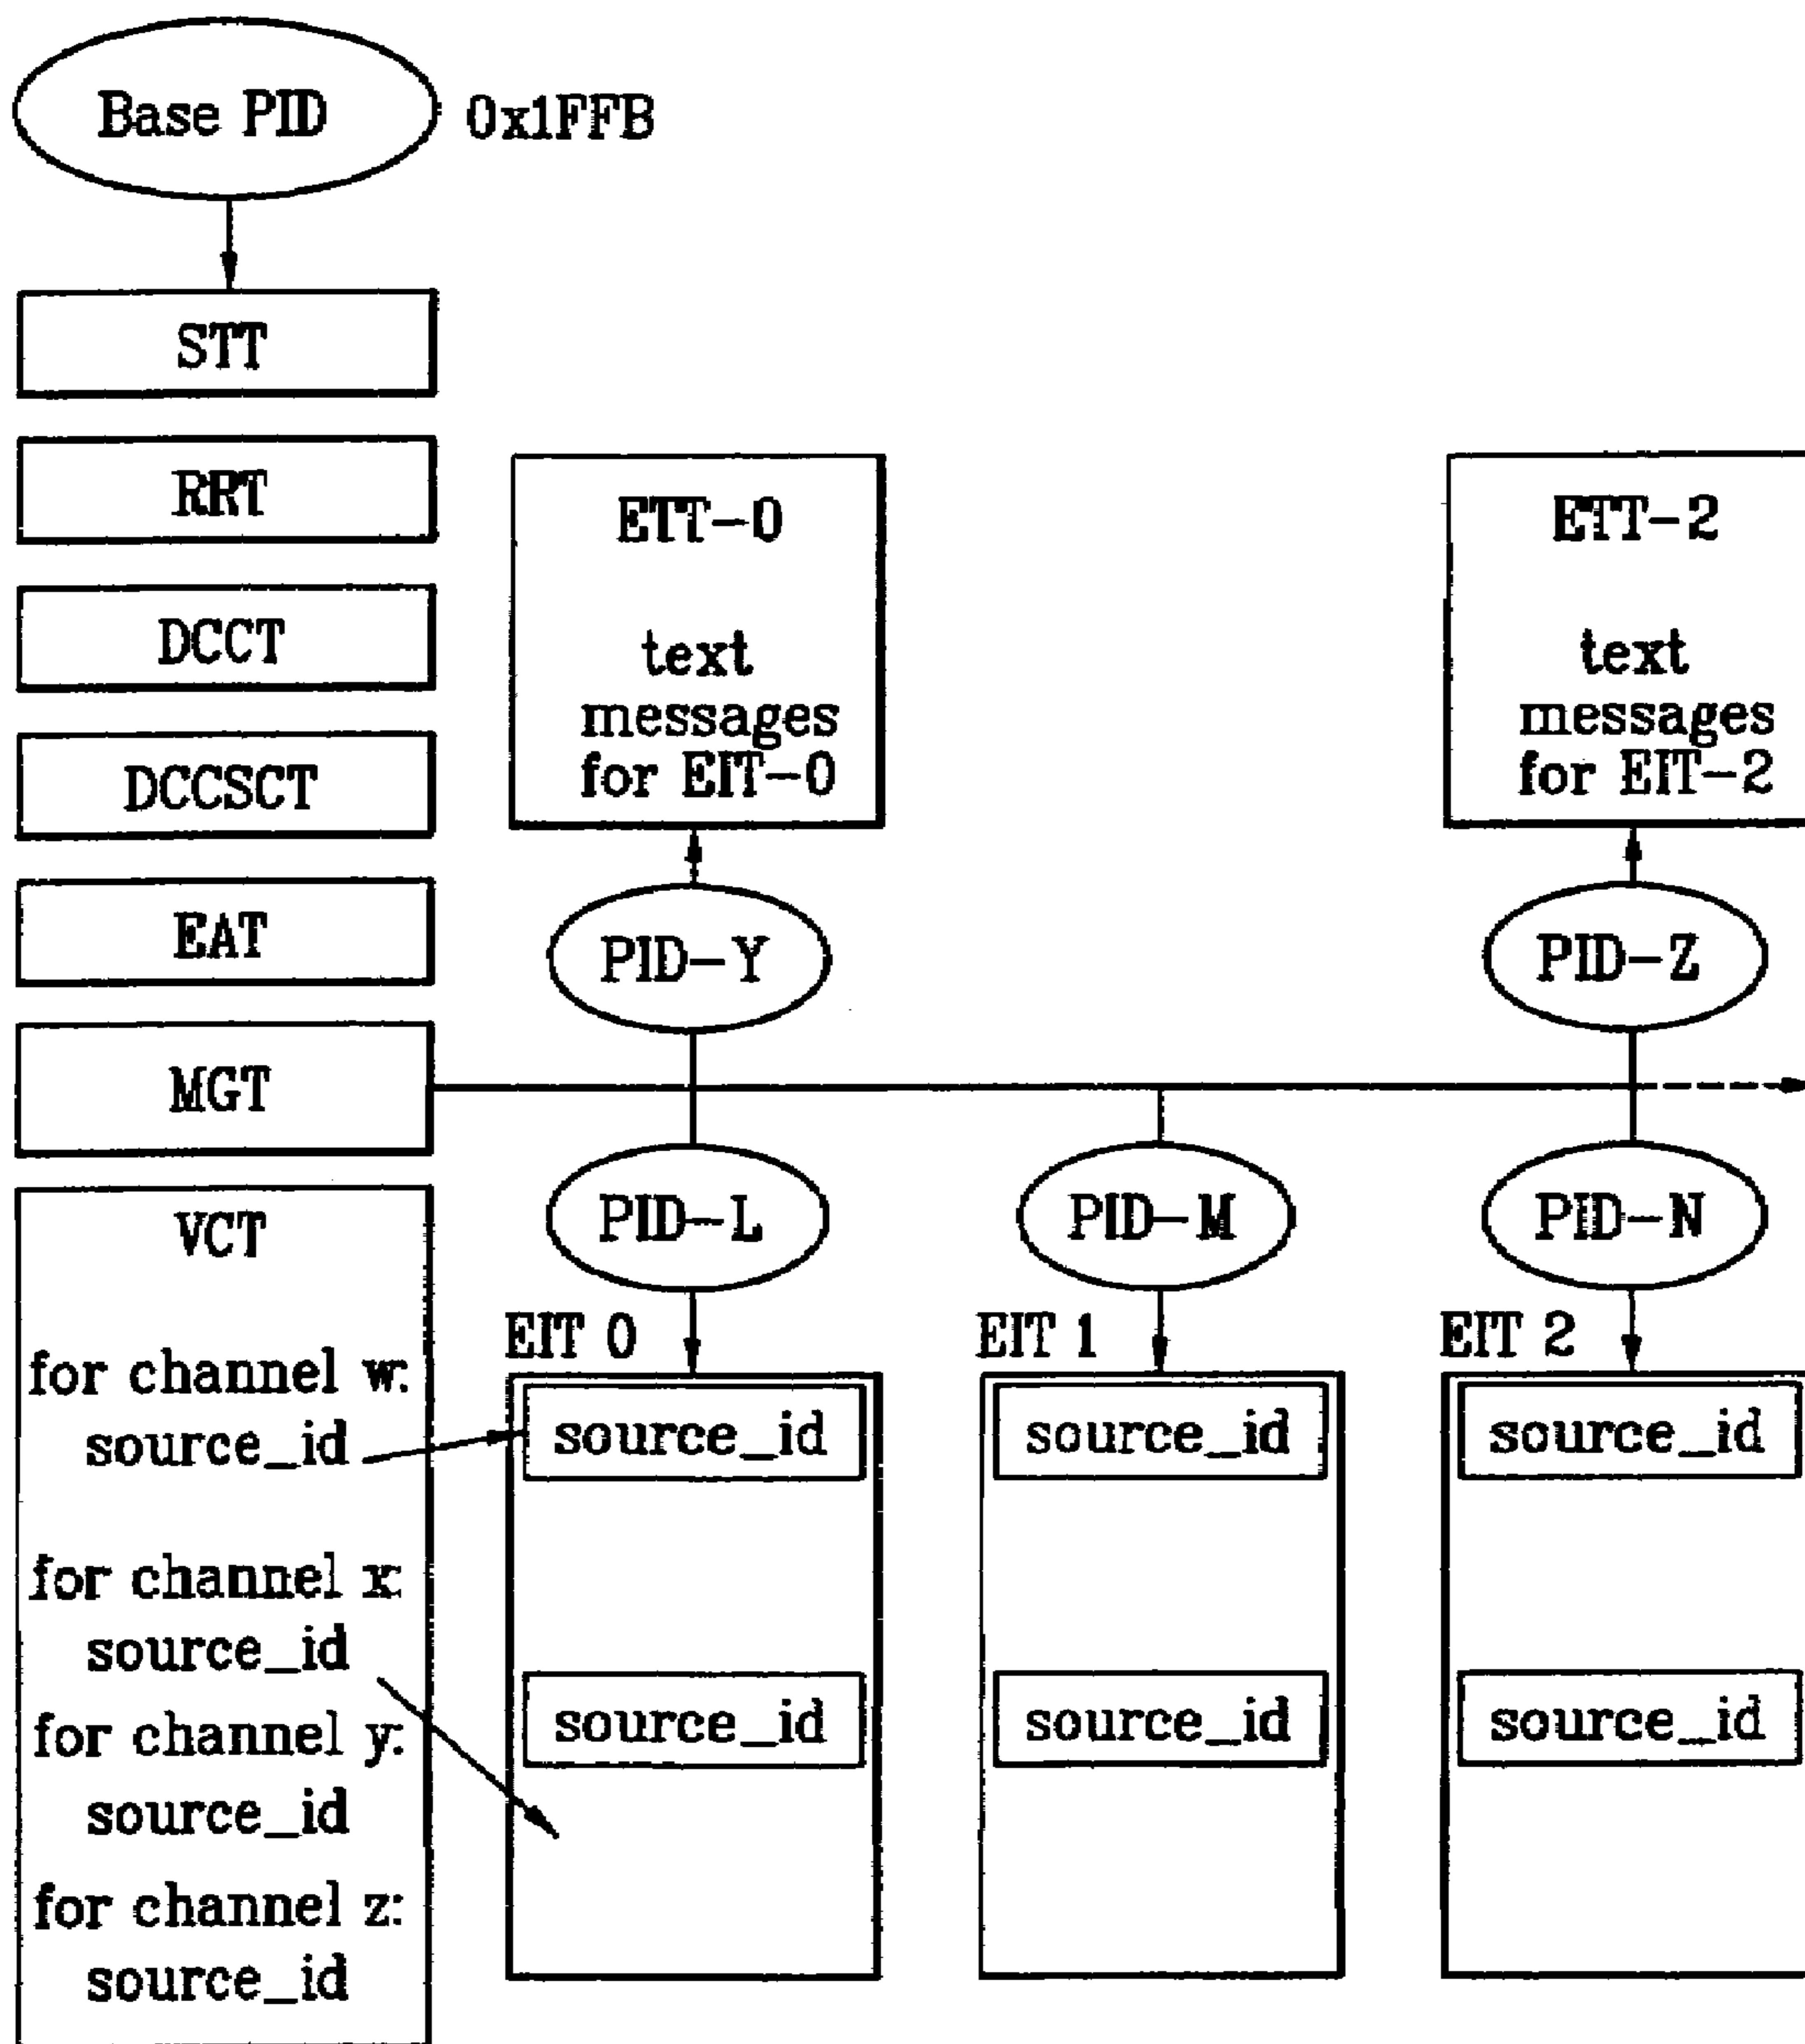 Base PID
0x1FFB
STT
RRT
DCCT
DCCSCT
EAT
MGT
VCT
for channel w:
source_id
for channel x:
source_id
for channel y:
source_id
for channel z:
source_id
ETT-0
text
messages
for EIT-0
PID-Y
PID-L
EIT 0
source_id
source_id
PID-M
EIT 1
source_id
source_id
ETT-2
text
messages
for EIT-2
PID-Z
PID-N
EIT 2
source_id
source_id